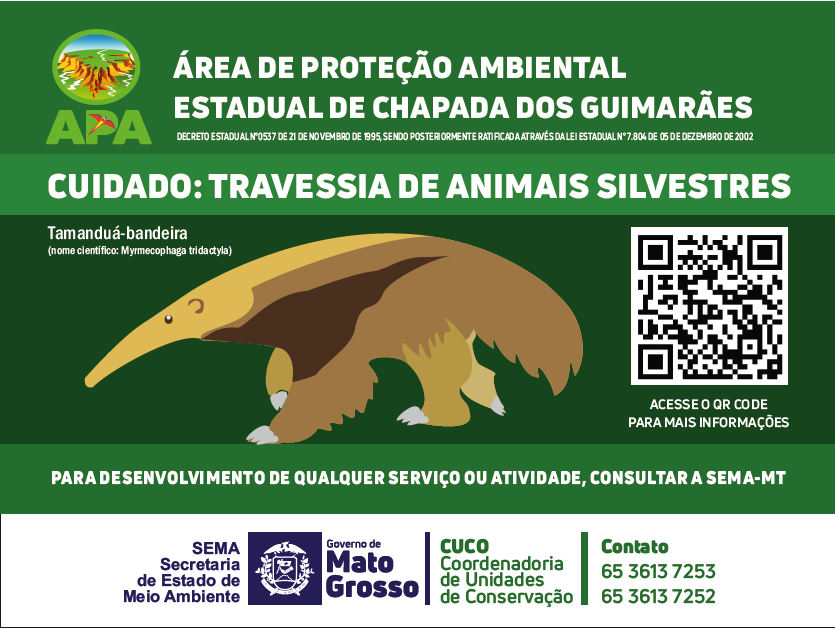 APA
ÁREA DE PROTEÇÃO AMBIENTAL
ESTADUAL DE CHAPADA DOS GUIMARÃES
DECRETO ESTADUAL N°0537 DE 21 DE NOVEMBRO DE 1995, SENDO POSTERIORMENTE RATIFICADA ATRAVÉS DA LEI ESTADUAL N° 7.804 DE 05 DE DEZEMBRO DE 2002
CUIDADO: TRAVESSIA DE ANIMAIS SILVESTRES
Tamanduá-bandeira
(nome científico: Myrmecophaga tridactyla)
ACESSE O QR CODE
PARA MAIS INFORMAÇÕES
PARA DESENVOLVIMENTO DE QUALQUER SERVIÇO OU ATIVIDADE, CONSULTAR A SEMA-MT
SEMA
Secretaria
de Estado de
Meio Ambiente
Governo de
Mato
Grosso
CUCO
Coordenadoria
de Unidades
de Conservação
Contato
65 3613 7253
65 3613 7252